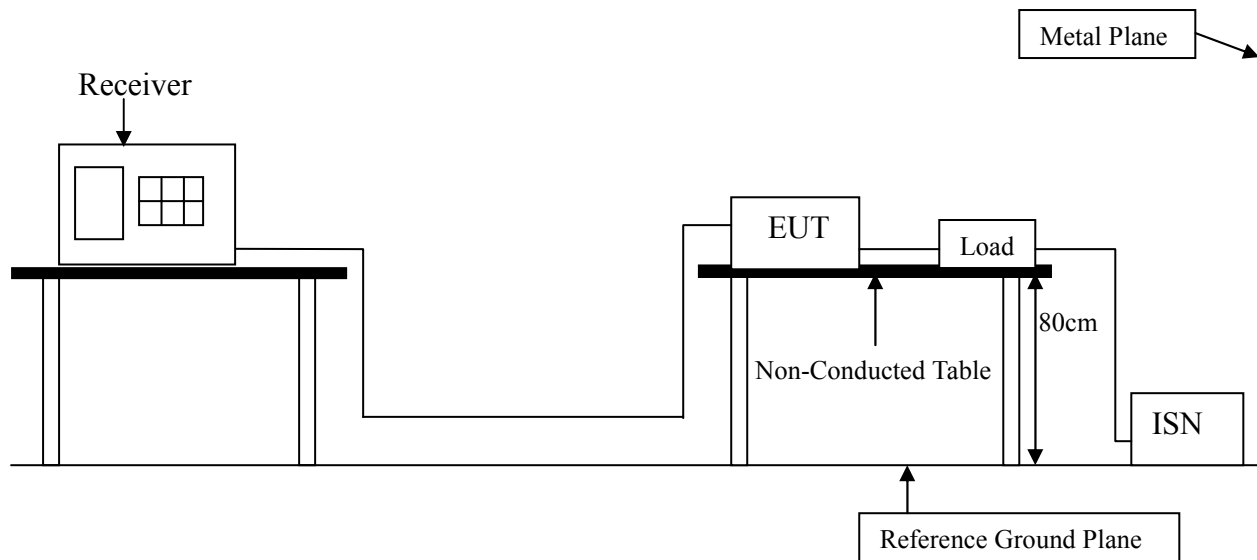 Metal Plane
Receiver
EUT
Load
80cm
Non-Conducted Table
ISN
Reference Ground Plane